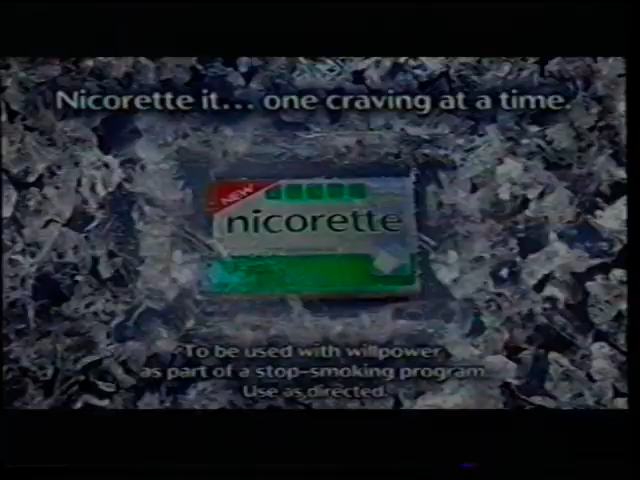 Nicorette it... one craving at a time.
NEW
nicorette
To be used with willpower
as part of a stop-smoking program.
Use as directed.